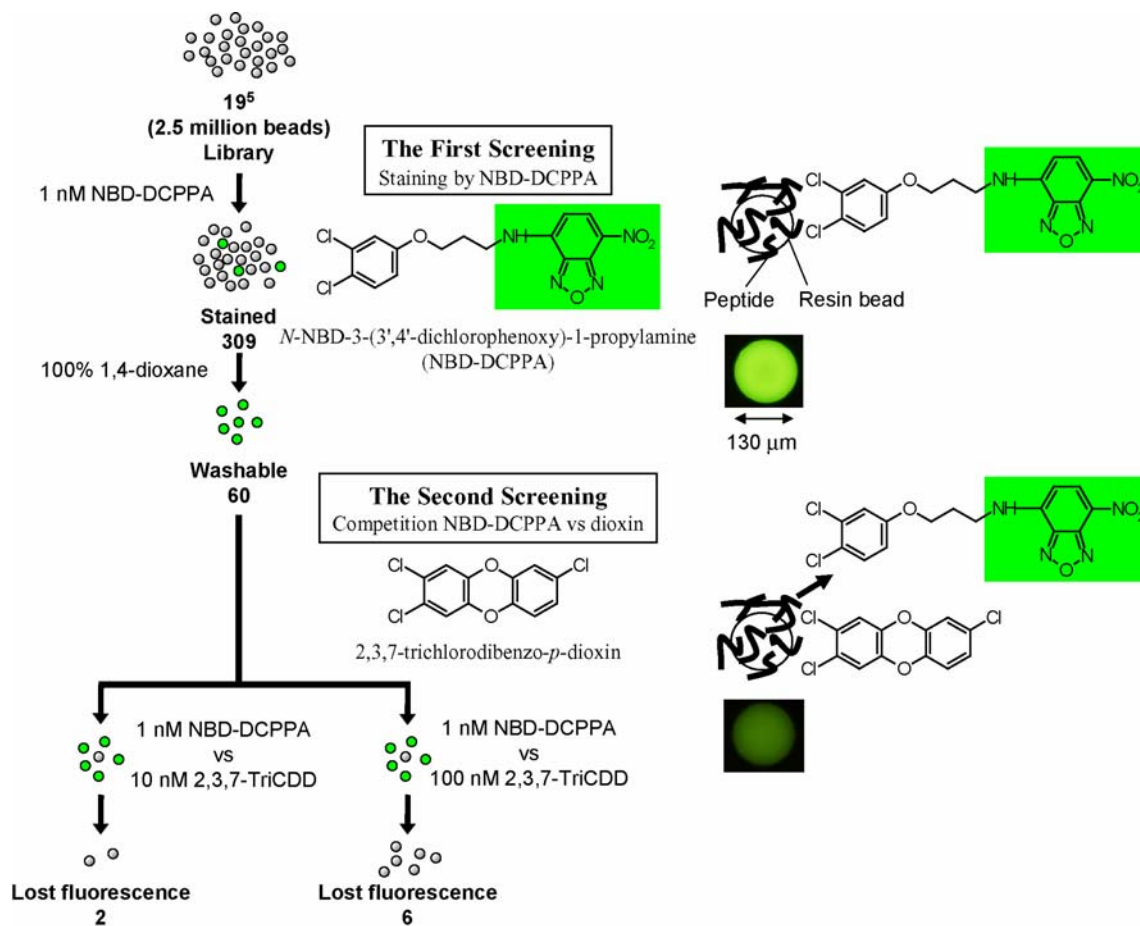 19⁵
(2.5 million beads)
Library
1 nM NBD-DCPPA
Stained
309
100% 1,4-dioxane
Washable
60
The First Screening
Staining by NBD-DCPPA
Cl
Cl
O
NH
NO₂
N
N
O
N-NBD-3-(3',4'-dichlorophenoxy)-1-propylamine
(NBD-DCPPA)
Cl
Cl
O
NH
NO₂
N
N
O
Peptide
Resin bead
130 µm
The Second Screening
Competition NBD-DCPPA vs dioxin
Cl
Cl
O
O
Cl
2,3,7-trichlorodibenzo-p-dioxin
Cl
Cl
O
NH
NO₂
N
N
O
Cl
Cl
O
O
Cl
1 nM NBD-DCPPA
vs
10 nM 2,3,7-TriCDD
1 nM NBD-DCPPA
vs
100 nM 2,3,7-TriCDD
Lost fluorescence
2
Lost fluorescence
6